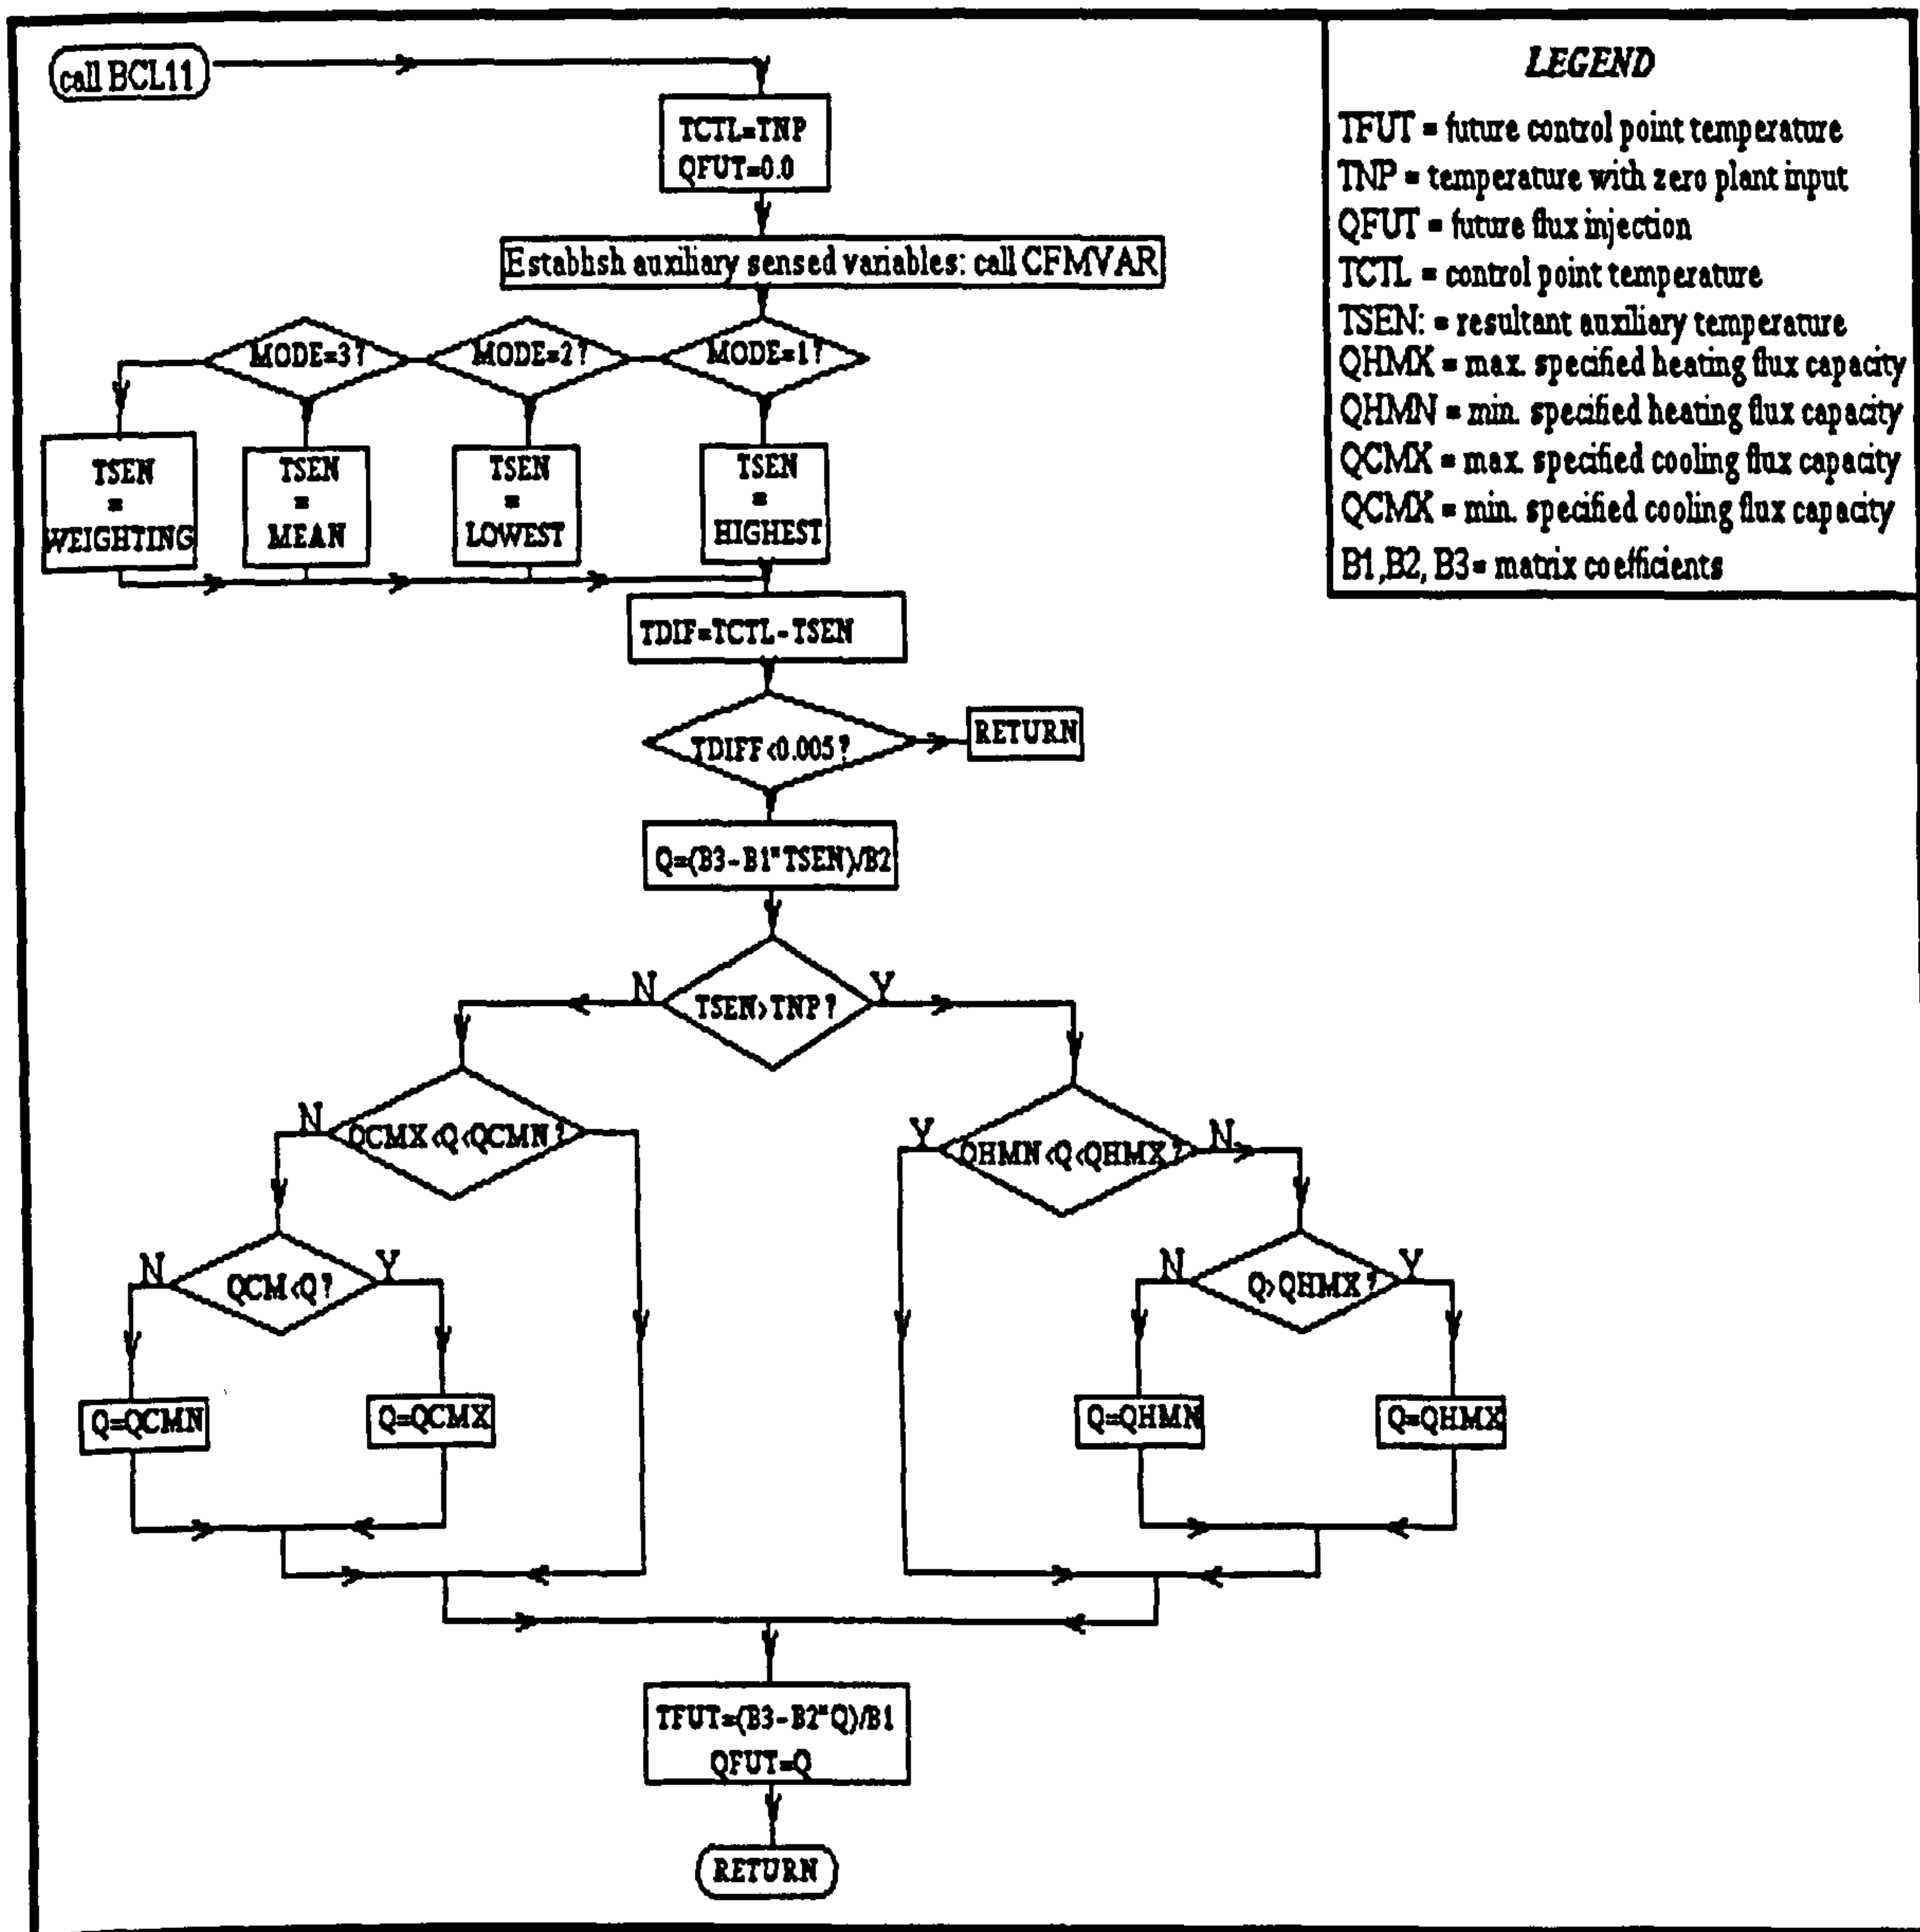 call BCL11
TCTL=TNP
QFUT=0.0
Establish auxiliary sensed variables: call CFMVAR
MODE=3?
MODE=2?
MODE=1?
TSEN
=
WEIGHTING
TSEN
=
MEAN
TSEN
=
LOWEST
TSEN
=
HIGHEST
TDIF=TCTL-TSEN
TDIFF<0.005?
RETURN
Q=(B3-B1*TSEN)/B2
N
TSEN>TNP?
Y
N
QCMX<Q<QCMN?
Y
QHMN<Q<QHMX?
N
N
QCM<Q?
Y
N
Q>QHMX?
Y
Q=QCMN
Q=QCMX
Q=QHMN
Q=QHMX
TFUT=(B3-B2*Q)/B1
QFUT=Q
RETURN
LEGEND
TFUT = future control point temperature
TNP = temperature with zero plant input
QFUT = future flux injection
TCTL = control point temperature
TSEN: = resultant auxiliary temperature
QHMX = max. specified heating flux capacity
QHMN = min. specified heating flux capacity
QCMX = max. specified cooling flux capacity
QCMX = min. specified cooling flux capacity
B1,B2, B3= matrix coefficients